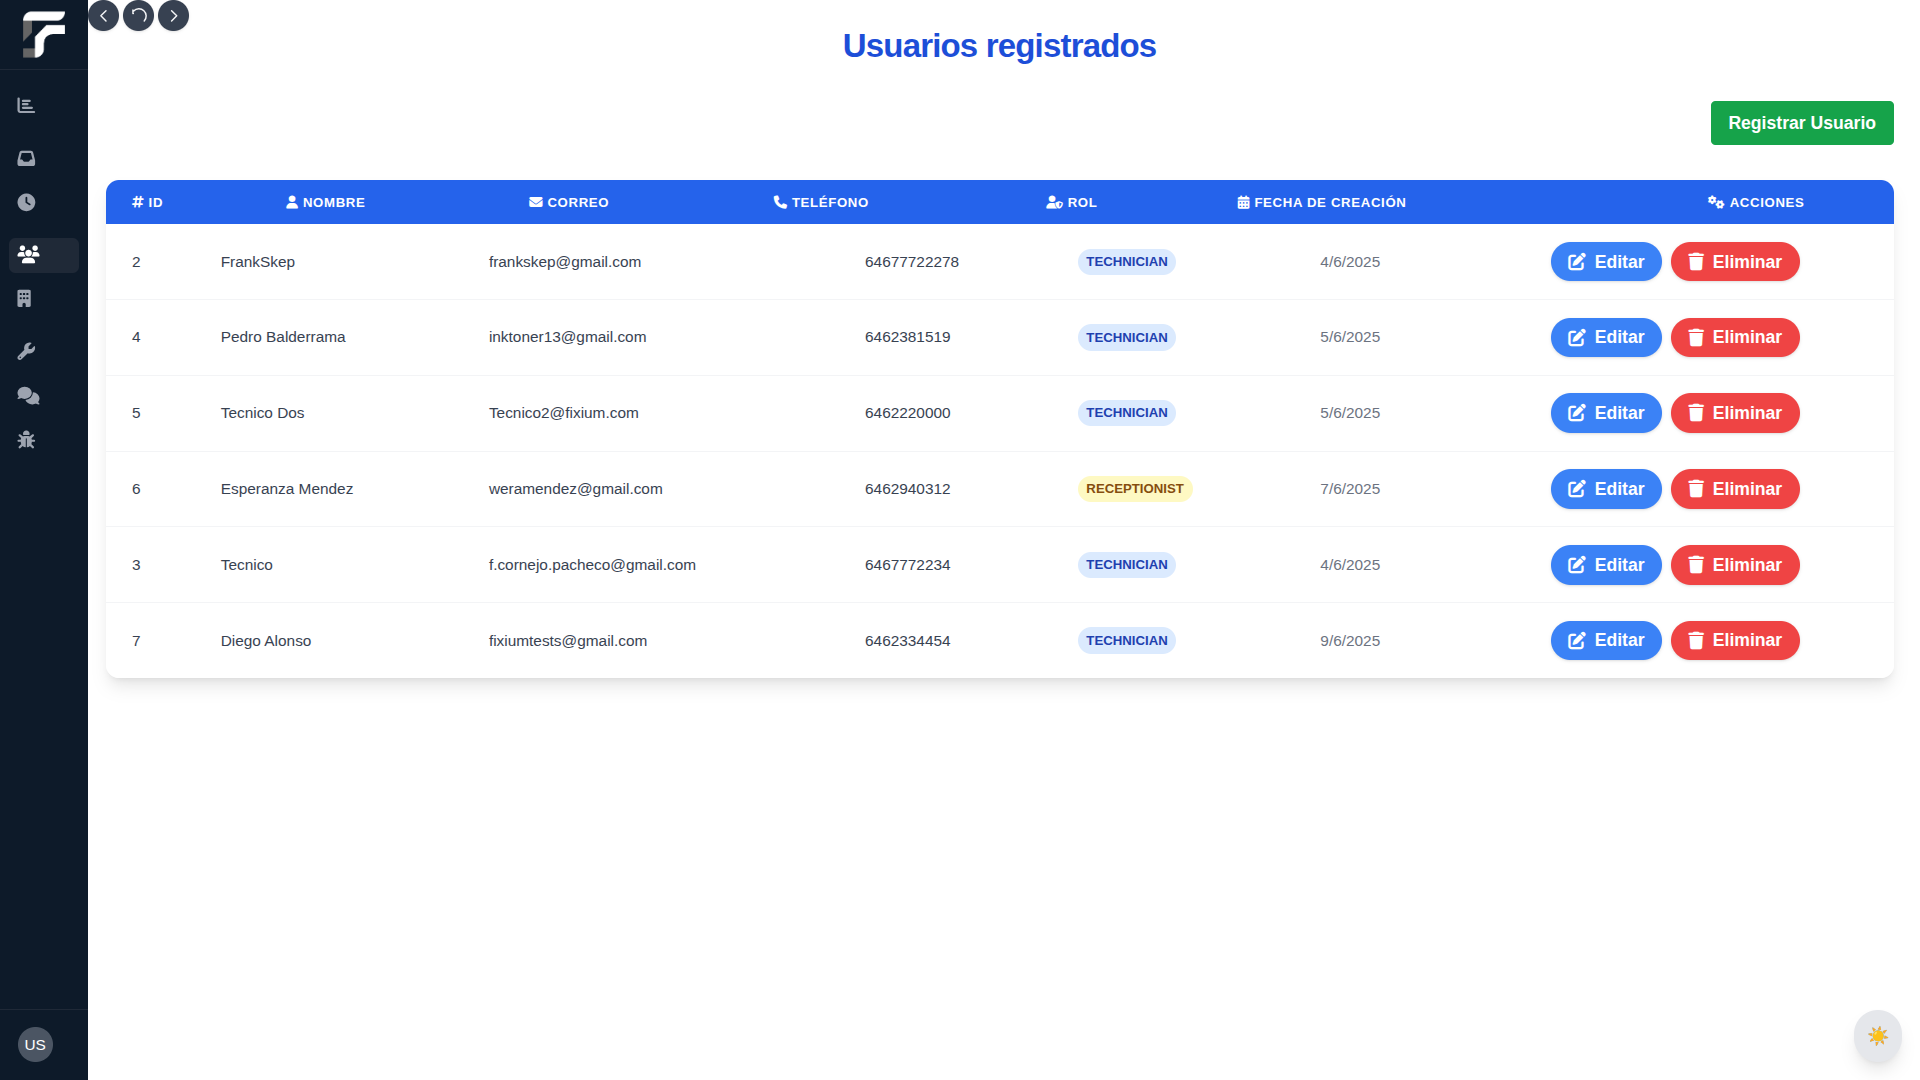 Usuarios registrados
Registrar Usuario
# ID NOMBRE CORREO TELÉFONO ROL FECHA DE CREACIÓN ACCIONES
2 FrankSkep frankskep@gmail.com 64677722278 TECHNICIAN 4/6/2025 Editar Eliminar
4 Pedro Balderrama inktoner13@gmail.com 6462381519 TECHNICIAN 5/6/2025 Editar Eliminar
5 Tecnico Dos Tecnico2@fixium.com 6462220000 TECHNICIAN 5/6/2025 Editar Eliminar
6 Esperanza Mendez weramendez@gmail.com 6462940312 RECEPTIONIST 7/6/2025 Editar Eliminar
3 Tecnico f.cornejo.pacheco@gmail.com 6467772234 TECHNICIAN 4/6/2025 Editar Eliminar
7 Diego Alonso fixiumtests@gmail.com 6462334454 TECHNICIAN 9/6/2025 Editar Eliminar
US